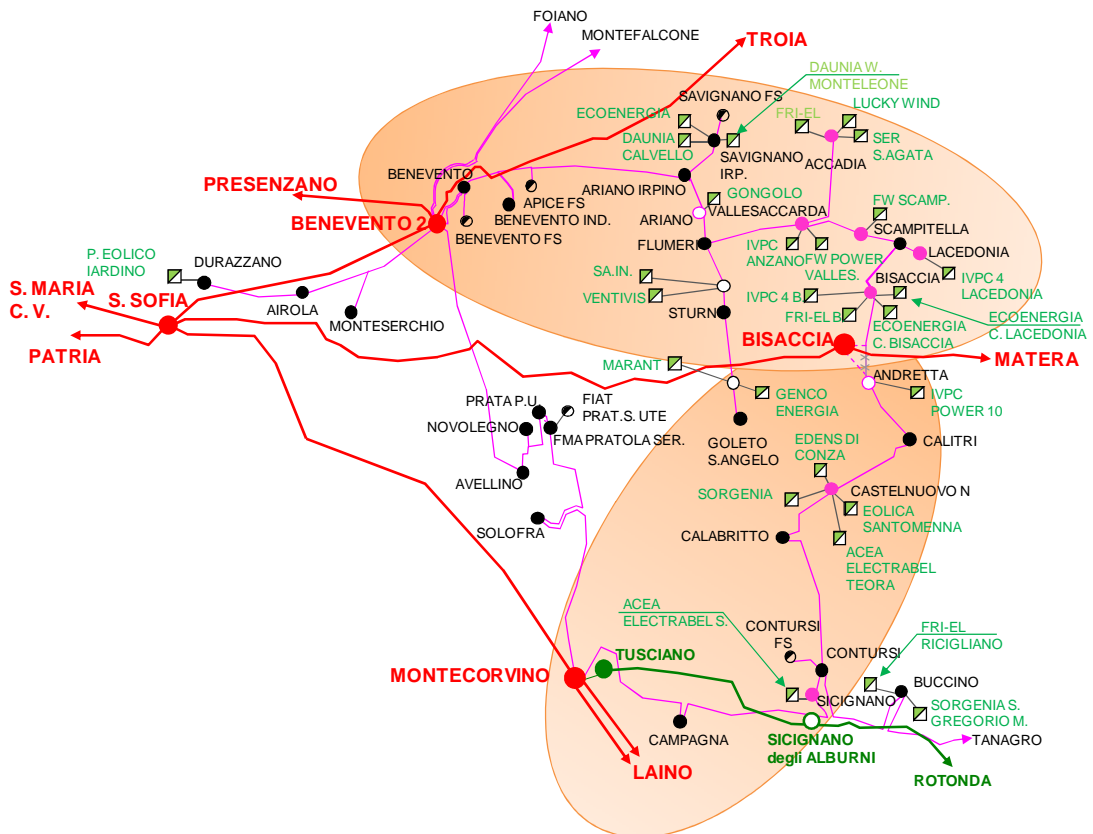 FOIANO
MONTEFALCONE
TROIA
DAUNIA W.
MONTELEONE
SAVIGNANO FS
LUCKY WIND
ECOENERGIA
FRI-EL
SER
S.AGATA
DAUNIA
CALVELLO
SAVIGNANO
IRP.
ACCADIA
BENEVENTO
ARIANO IRPINO
PRESENZANO
APICE FS
GONGOLO
FW SCAMP.
BENEVENTO 2
BENEVENTO IND.
ARIANO
VALLESACCARDA
SCAMPITELLA
BENEVENTO FS
FLUMERI
IVPC
ANZANO
FW POWER
VALLES.
LACEDONIA
P. EOLICO
IARDINO
DURAZZANO
SA.IN.
BISACCIA
IVPC 4
LACEDONIA
S. MARIA
C. V.
S. SOFIA
VENTIVIS
IVPC 4 B
AIROLA
MONTESERCHIO
STURN
FRI-EL B
ECOENERGIA
C. BISACCIA
ECOENERGIA
C. LACEDONIA
PATRIA
BISACCIA
MATERA
MARANT
ANDRETTA
PRATA P.U
FIAT
PRAT.S. UTE
GENCO
ENERGIA
IVPC
POWER 10
NOVOLEGNO
FMA PRATOLA SER.
GOLETO
S.ANGELO
EDENS DI
CONZA
CALITRI
AVELLINO
SORGENIA
CASTELNUOVO N
EOLICA
SANTOMENNA
SOLOFRA
CALABRITTO
ACEA
ELECTRABEL
TEORA
ACEA
ELECTRABEL S.
CONTURSI
FS
FRI-EL
RICIGLIANO
TUSCIANO
CONTURSI
MONTECORVINO
BUCCINO
SICIGNANO
SORGENIA S.
GREGORIO M.
CAMPAGNA
SICIGNANO
degli ALBURNI
TANAGRO
LAINO
ROTONDA